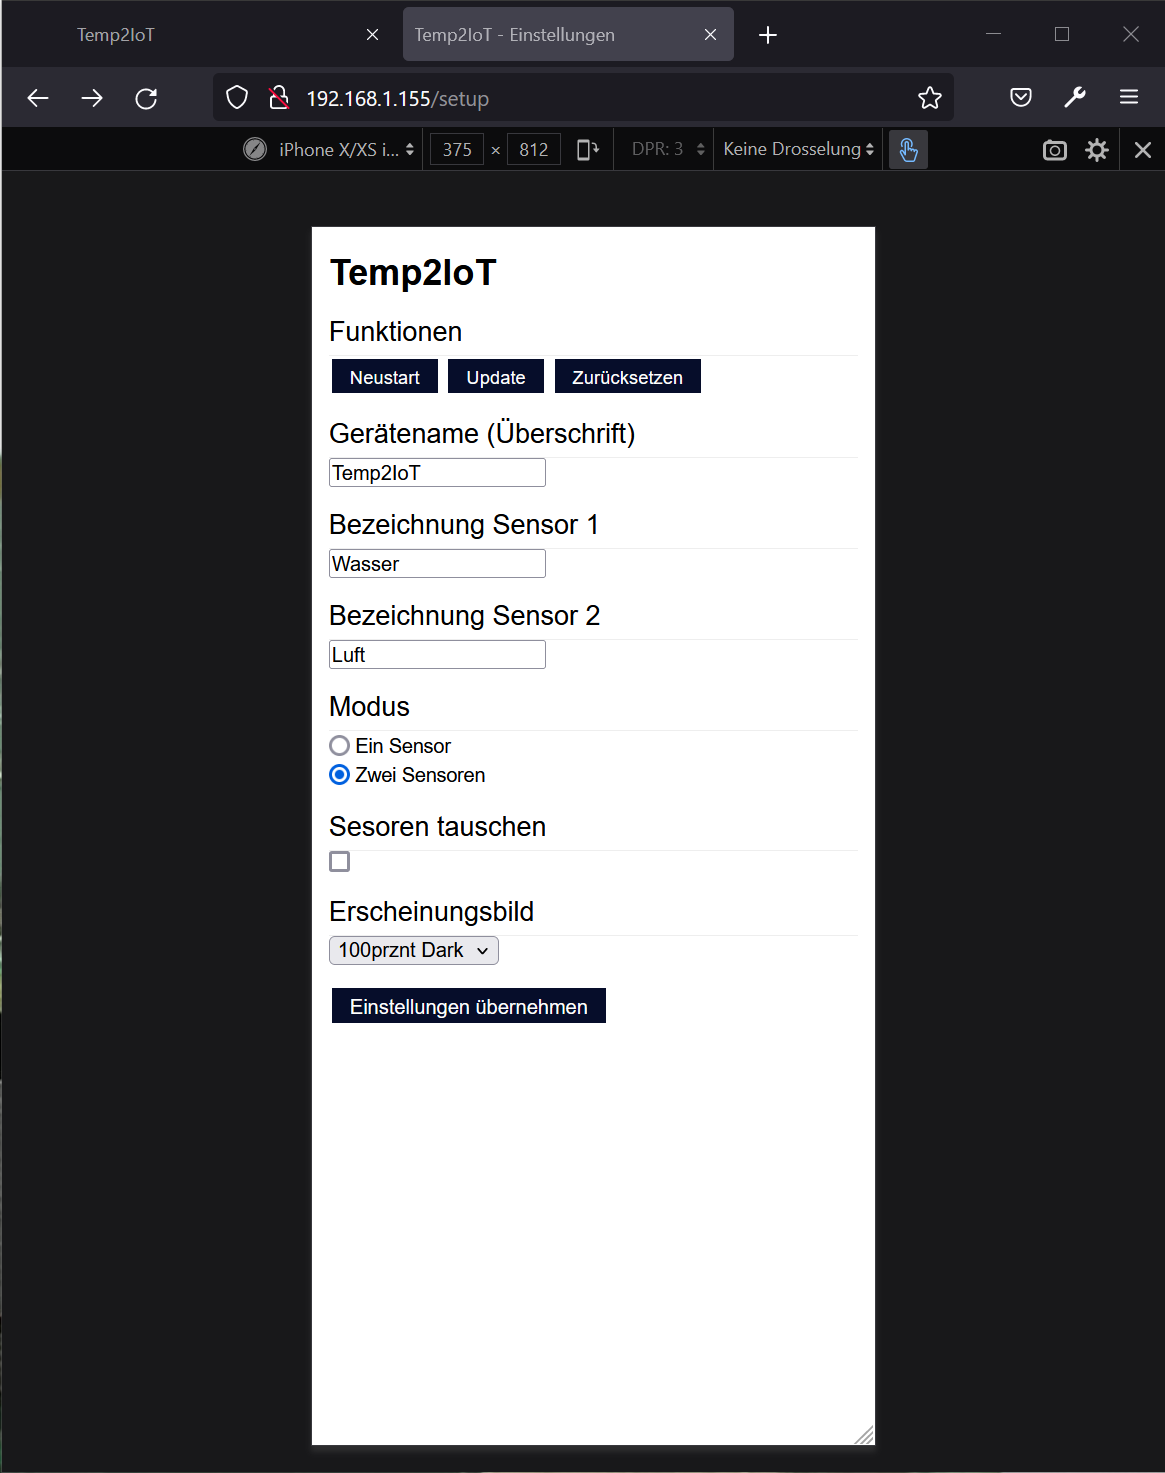 Temp2IoT
Temp2IoT - Einstellungen
192.168.1.155/setup
iPhone X/XS i... 375 × 812 DPR: 3 Keine Drosselung
Temp2IoT
Funktionen
Neustart Update Zurücksetzen
Gerätename (Überschrift)
Temp2IoT
Bezeichnung Sensor 1
Wasser
Bezeichnung Sensor 2
Luft
Modus
Ein Sensor
Zwei Sensoren
Sesoren tauschen
Erscheinungsbild
100prznt Dark
Einstellungen übernehmen